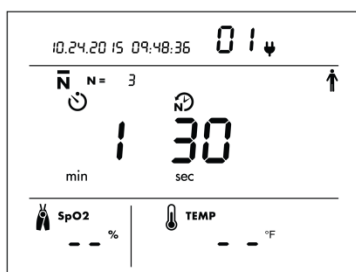 10.24.2015 09:48:36 01
N N = 3
N
1 30
min sec
SpO2 TEMP
-- % -- °F